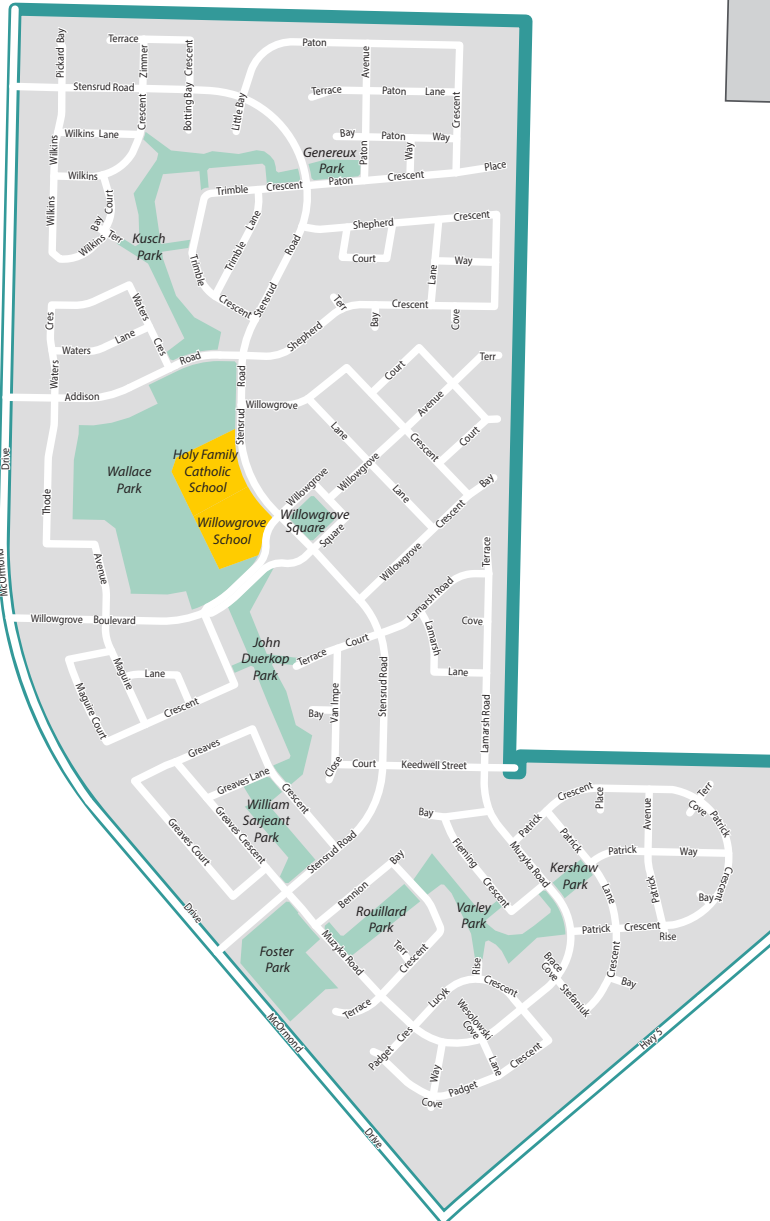 Pickard Bay
Terrace
Zimmer
Crescent
Botting Bay Crescent
Little Bay
Paton
Avenue
Stensrud Road
Terrace
Paton
Lane
Crescent
Wilkins Lane
Wilkins
Bay
Paton
Way
Way
Paton
Genereux
Park
Wilkins
Wilkins
Court
Bay
Wilkins
Terr
Kusch
Park
Trimble
Crescent
Paton
Crescent
Place
Lane
Trimble
Trimble
Crescent
Road
Stensrud
Shepherd
Crescent
Court
Lane
Way
Terr
Bay
Crescent
Cove
Shepherd
Cres
Waters
Waters
Lane
Cres
Waters
Road
Addison
Road
Stensrud
Willowgrove
Court
Terr
Avenue
Lane
Crescent
Court
Willowgrove
Lane
Bay
Crescent
Willowgrove
Drive
McOrmond
Thode
Avenue
Wallace
Park
Holy Family
Catholic
School
Willowgrove
School
Willowgrove
Willowgrove
Square
Square
Willowgrove Boulevard
Maguire
Lane
Crescent
Maguire Court
John
Duerkop
Park
Terrace
Court
Lamarsh Road
Terrace
Cove
Lamarsh
Lane
Lamarsh Road
Stensrud Road
Van Impe
Bay
Close
Court
Keedwell Street
Greaves
Greaves Lane
Crescent
Greaves Crescent
Greaves Court
William
Sarjeant
Park
Stensrud Road
Drive
Bay
Fleming
Crescent
Patrick
Crescent
Place
Avenue
Terr
Cove
Patrick
Patrick
Muzyka Road
Patrick
Way
Kershaw
Park
Lane
Patrick
Crescent
Bay
Patrick
Crescent
Rise
Bennion
Bay
Rouillard
Park
Varley
Park
Foster
Park
Muzyka Road
Terr
Crescent
Terrace
Rise
Crescent
Lucyk
Brace
Cove
Stefaniuk
Crescent
Bay
Wesolowski
Cove
Cres
Padget
Way
Lane
Crescent
Padget
Cove
McOrmond
Drive
Hwy 5